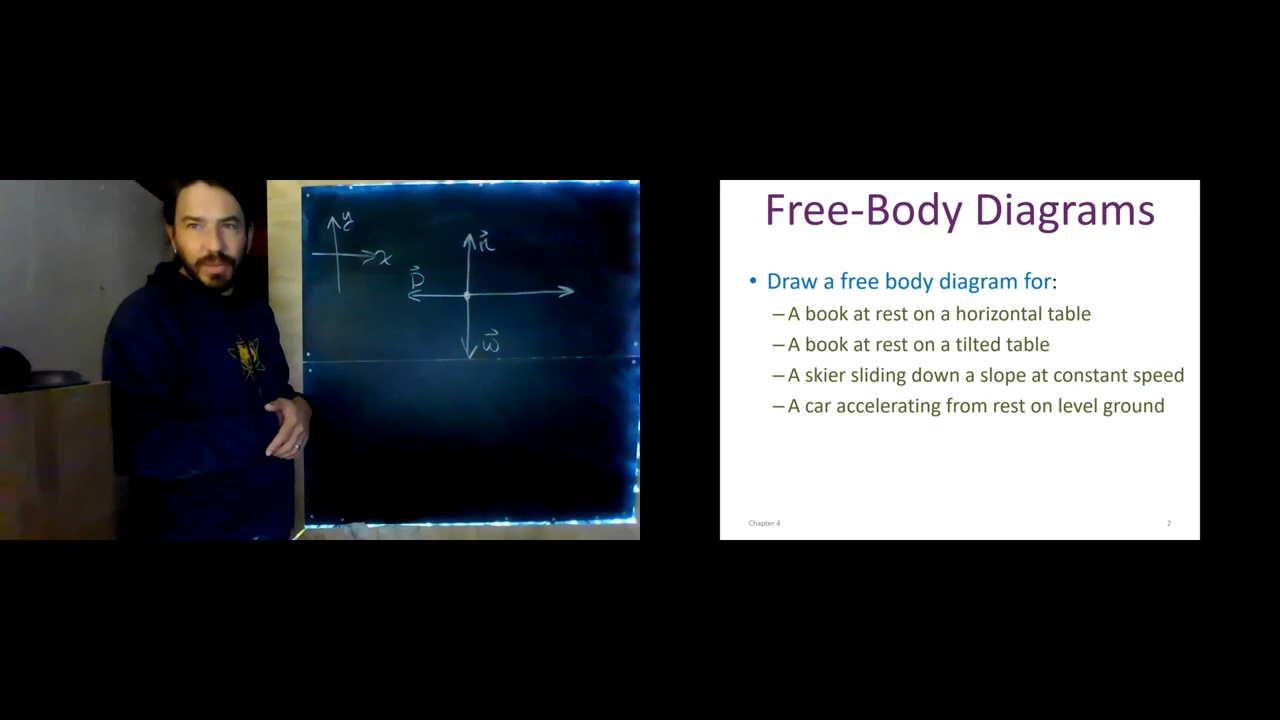 y
x
n
D
w
Free-Body Diagrams
• Draw a free body diagram for:
–A book at rest on a horizontal table
–A book at rest on a tilted table
–A skier sliding down a slope at constant speed
–A car accelerating from rest on level ground
Chapter 4
2